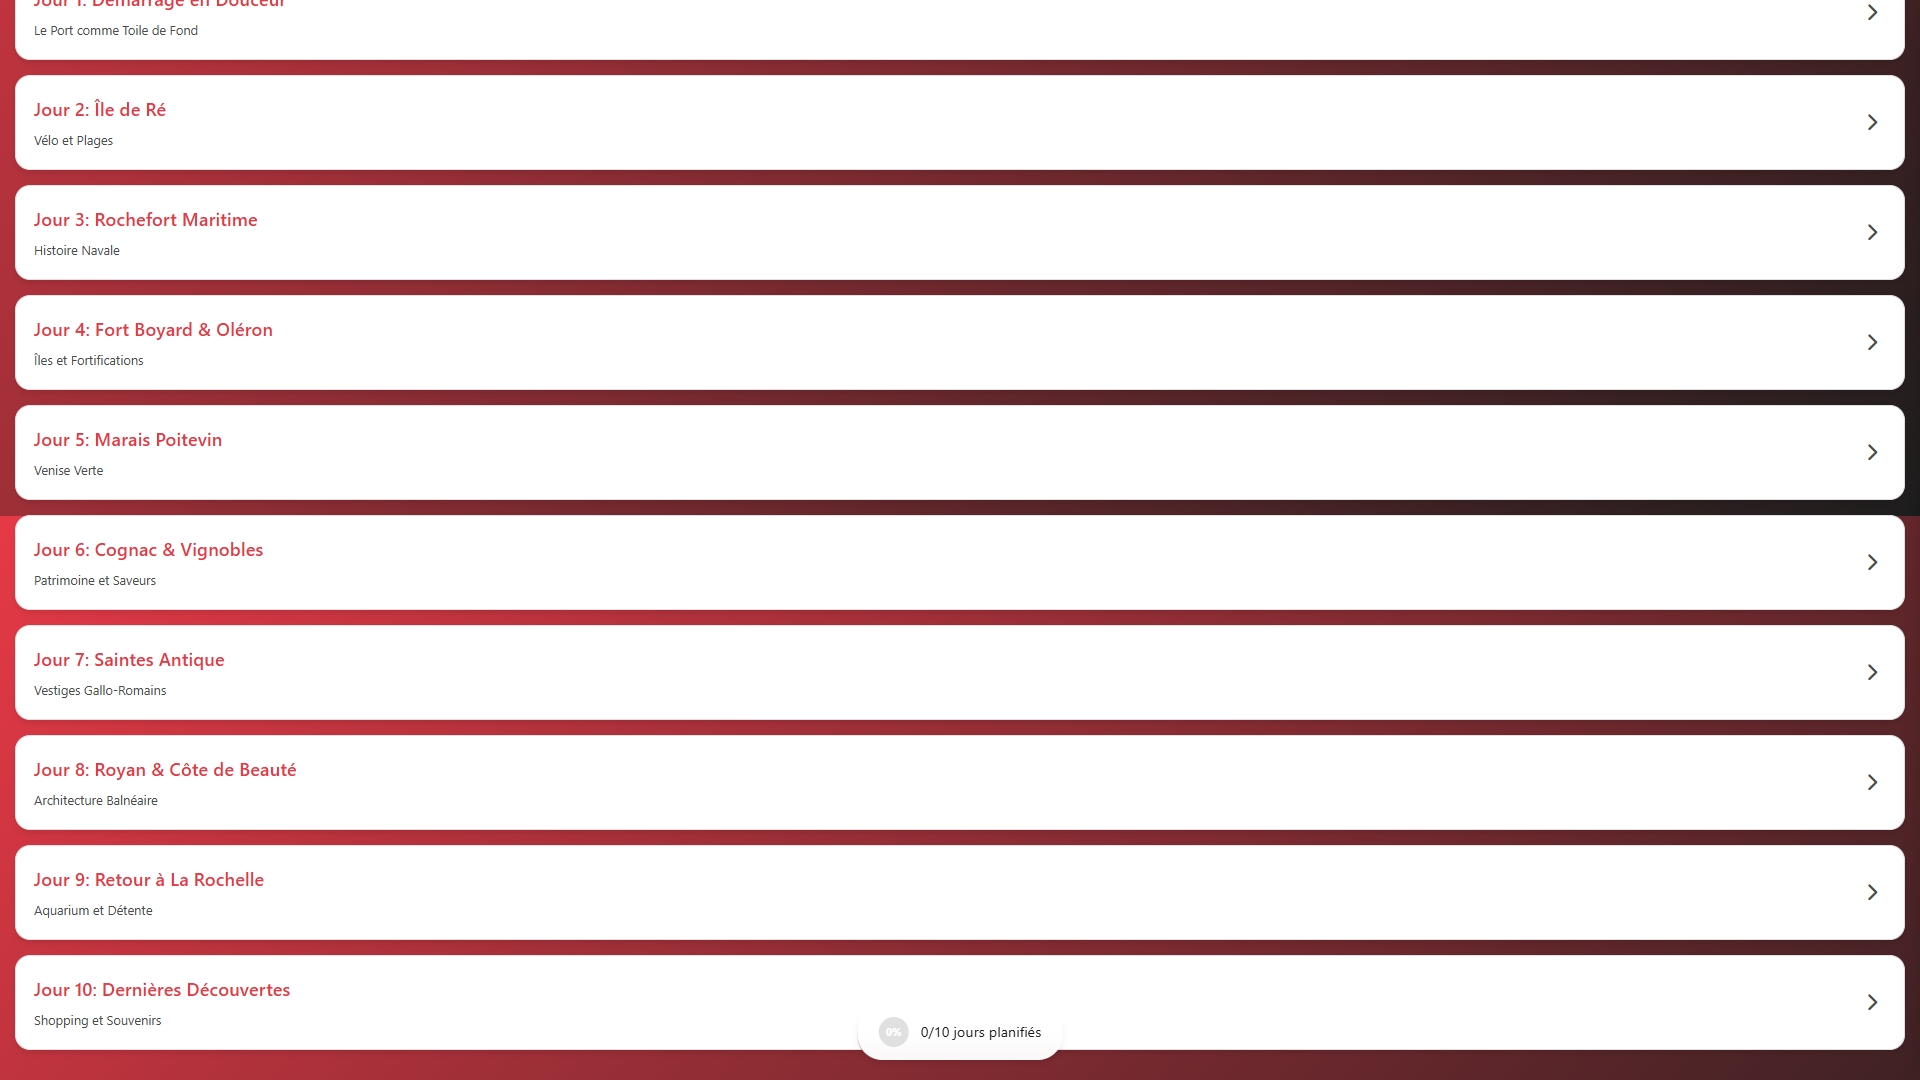 Jour 1: Démarrage en Douceur
Le Port comme Toile de Fond
Jour 2: Île de Ré
Vélo et Plages
Jour 3: Rochefort Maritime
Histoire Navale
Jour 4: Fort Boyard & Oléron
Îles et Fortifications
Jour 5: Marais Poitevin
Venise Verte
Jour 6: Cognac & Vignobles
Patrimoine et Saveurs
Jour 7: Saintes Antique
Vestiges Gallo-Romains
Jour 8: Royan & Côte de Beauté
Architecture Balnéaire
Jour 9: Retour à La Rochelle
Aquarium et Détente
Jour 10: Dernières Découvertes
Shopping et Souvenirs
0% 0/10 jours planifiés